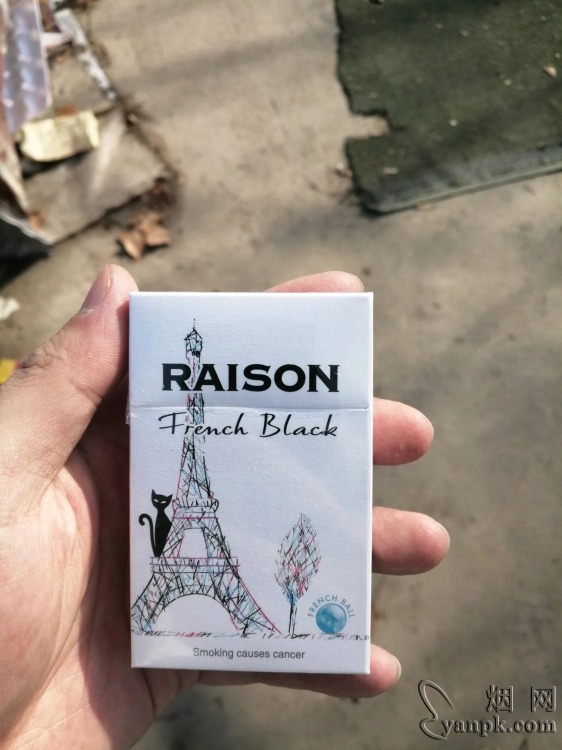 RAISON
French Black
FRENCH BALL
Smoking causes cancer
烟网
yanpk.com